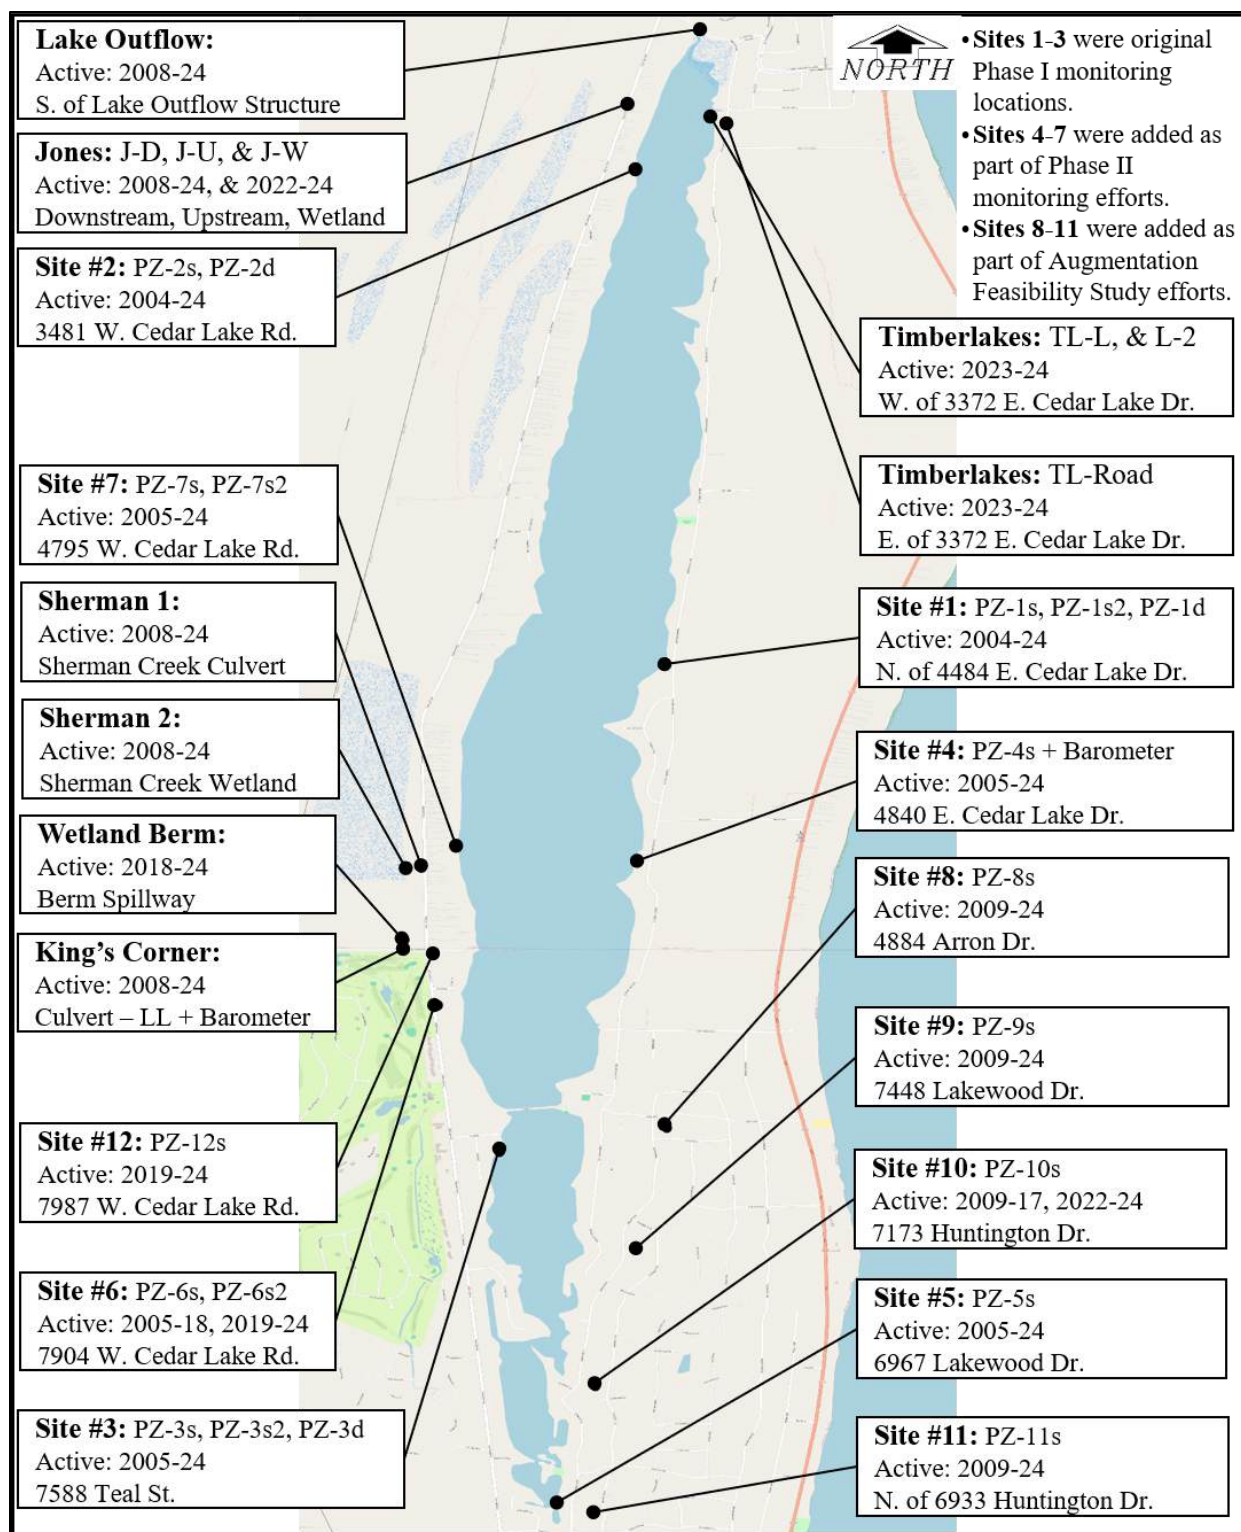 Lake Outflow:
Active: 2008-24
S. of Lake Outflow Structure
Jones: J-D, J-U, & J-W
Active: 2008-24, & 2022-24
Downstream, Upstream, Wetland
Site #2: PZ-2s, PZ-2d
Active: 2004-24
3481 W. Cedar Lake Rd.
Site #7: PZ-7s, PZ-7s2
Active: 2005-24
4795 W. Cedar Lake Rd.
Sherman 1:
Active: 2008-24
Sherman Creek Culvert
Sherman 2:
Active: 2008-24
Sherman Creek Wetland
Wetland Berm:
Active: 2018-24
Berm Spillway
King’s Corner:
Active: 2008-24
Culvert – LL + Barometer
Site #12: PZ-12s
Active: 2019-24
7987 W. Cedar Lake Rd.
Site #6: PZ-6s, PZ-6s2
Active: 2005-18, 2019-24
7904 W. Cedar Lake Rd.
Site #3: PZ-3s, PZ-3s2, PZ-3d
Active: 2005-24
7588 Teal St.
NORTH
•Sites 1-3 were original
Phase I monitoring
locations.
•Sites 4-7 were added as
part of Phase II
monitoring efforts.
•Sites 8-11 were added as
part of Augmentation
Feasibility Study efforts.
Timberlakes: TL-L, & L-2
Active: 2023-24
W. of 3372 E. Cedar Lake Dr.
Timberlakes: TL-Road
Active: 2023-24
E. of 3372 E. Cedar Lake Dr.
Site #1: PZ-1s, PZ-1s2, PZ-1d
Active: 2004-24
N. of 4484 E. Cedar Lake Dr.
Site #4: PZ-4s + Barometer
Active: 2005-24
4840 E. Cedar Lake Dr.
Site #8: PZ-8s
Active: 2009-24
4884 Arron Dr.
Site #9: PZ-9s
Active: 2009-24
7448 Lakewood Dr.
Site #10: PZ-10s
Active: 2009-17, 2022-24
7173 Huntington Dr.
Site #5: PZ-5s
Active: 2005-24
6967 Lakewood Dr.
Site #11: PZ-11s
Active: 2009-24
N. of 6933 Huntington Dr.